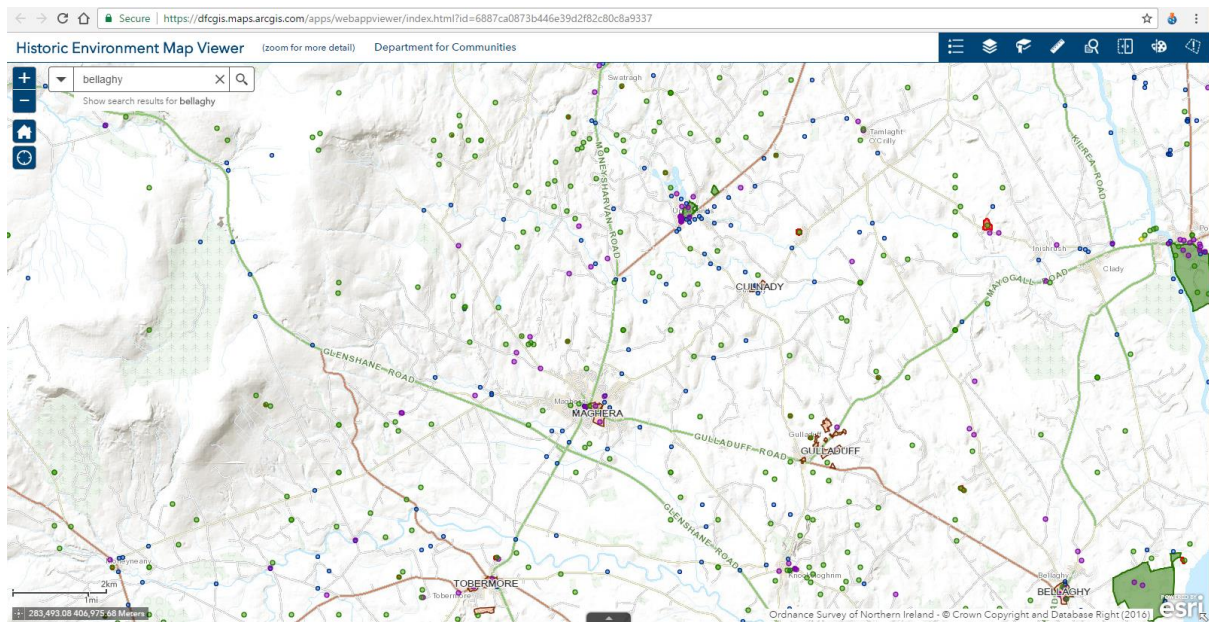 Secure | https://dfcgis.maps.arcgis.com/apps/webappviewer/index.html?id=6887ca0873b446e39d2f82c80c8a9337
Historic Environment Map Viewer (zoom for more detail) Department for Communities
bellaghy
Show search results for bellaghy
Swatragh
Tamlaght
O'Crilly
MONEYSHARVAN-ROAD
KILREA-ROAD
Inishrush
Clady
CULNADY
MAYOGALL-ROAD
GLENSHANE-ROAD
Maghera
MAGHERA
GULLADUFF-ROAD
Gulladuff
GULLADUFF
GLENSHANE-ROAD
TOBERMORE
Tobermore
Bellaghy
BELLAGHY
2km
1mi
283,493.08 406,975.68 Meters
Ordnance Survey of Northern Ireland - © Crown Copyright and Database Right (2016)
POWERED BY
esri